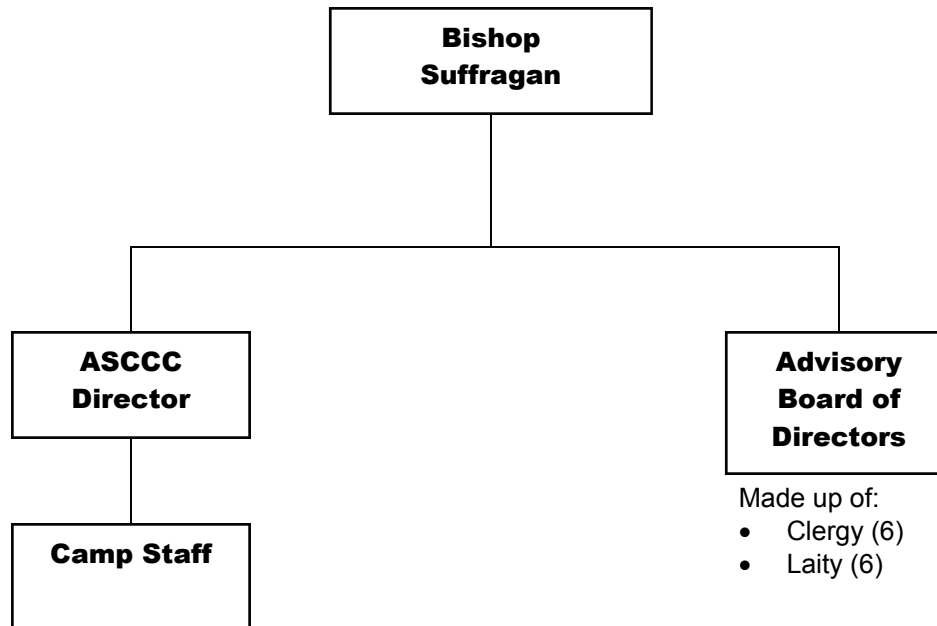 Bishop
Suffragan
ASCCC
Director
Advisory
Board of
Directors
Made up of:
• Clergy (6)
• Laity (6)
Camp Staff